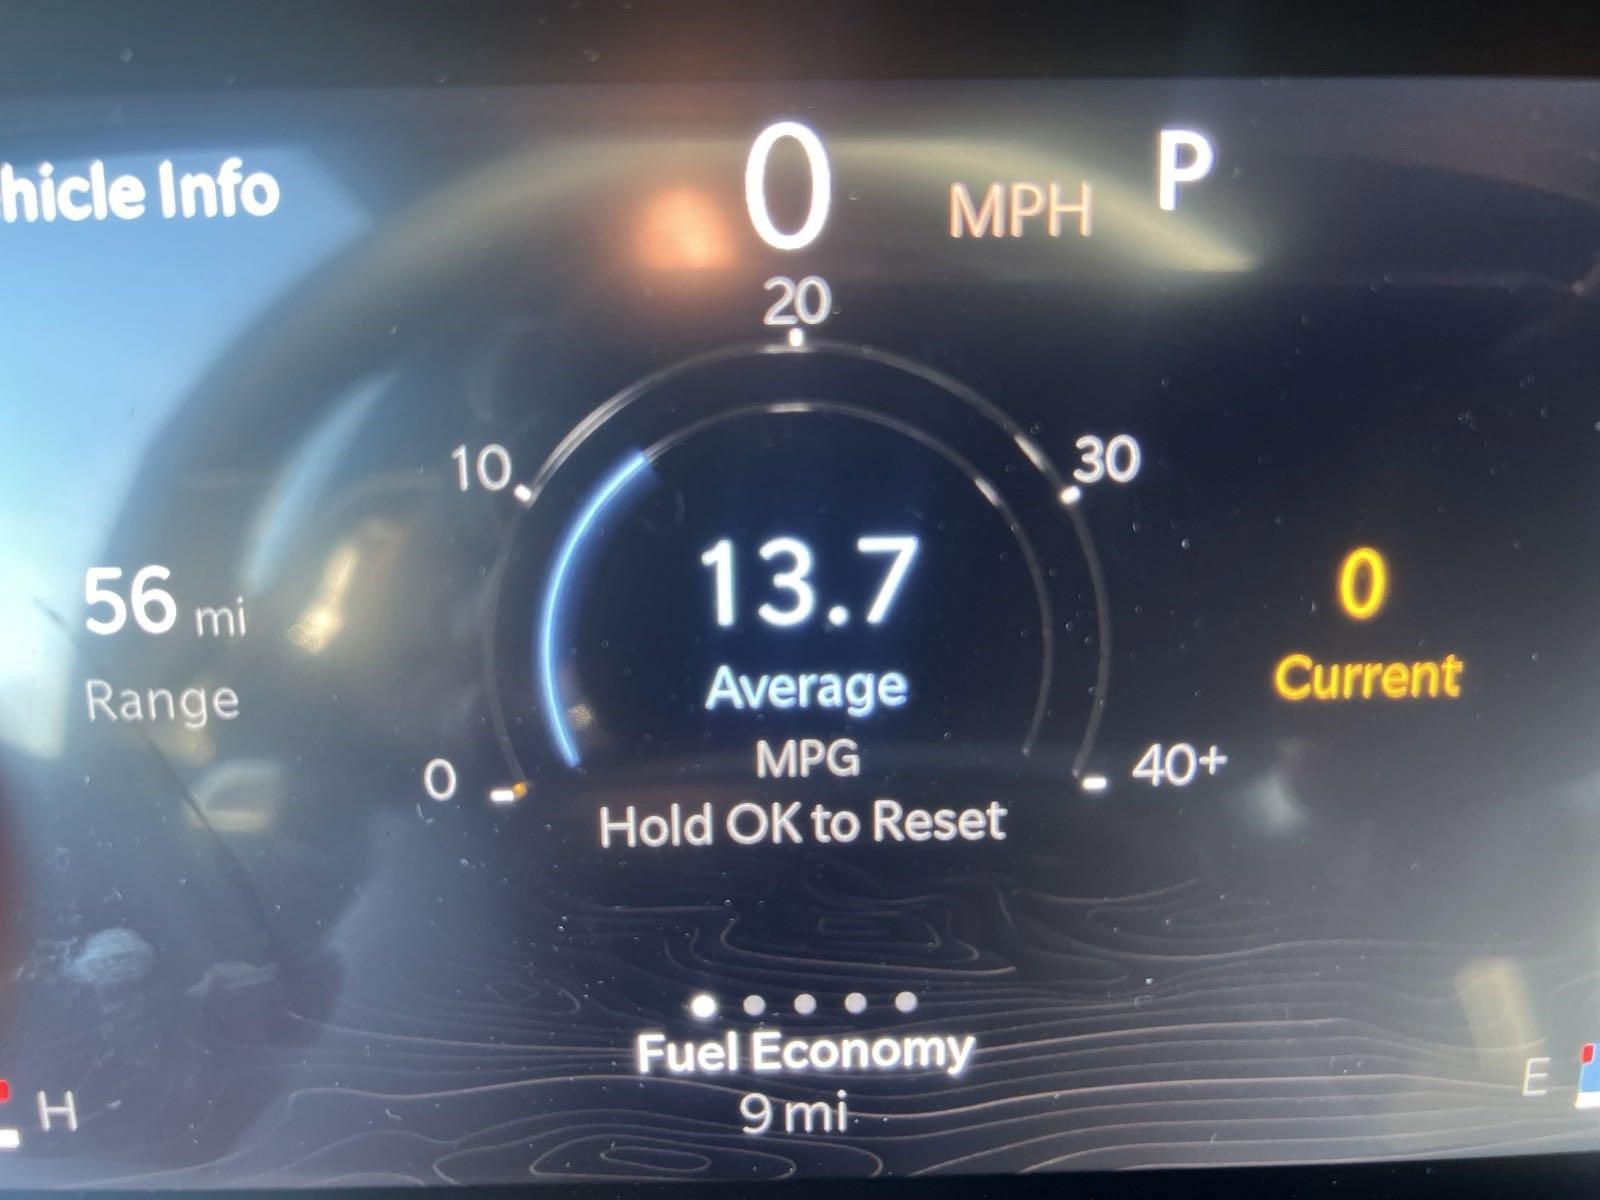 hicle Info
0 MPH P
20
10 30
56 mi
Range
13.7
Average
MPG
0
Current
0 40+
Hold OK to Reset
Fuel Economy
9 mi
H E